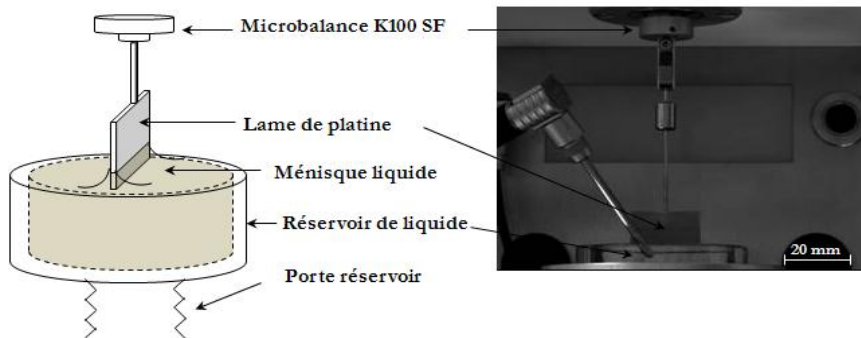 Microbalance K100 SF
Lame de platine
Ménisque liquide
Réservoir de liquide
Porte réservoir
20 mm